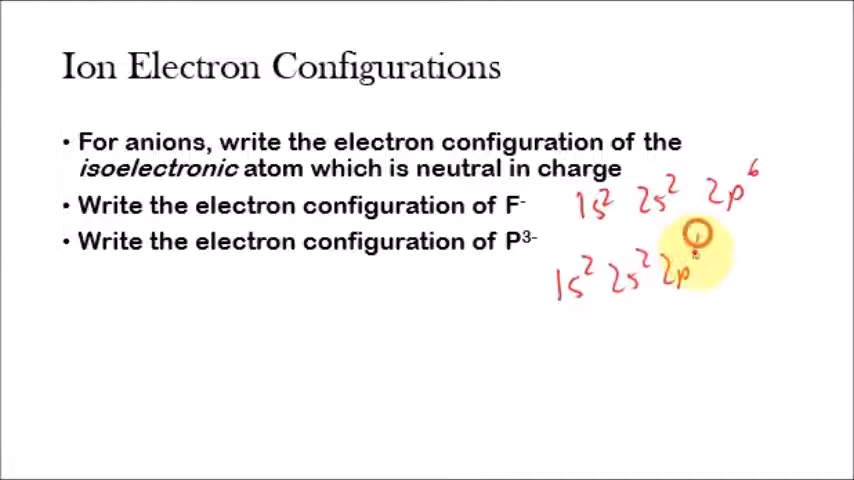 Ion Electron Configurations
• For anions, write the electron configuration of the
isoelectronic atom which is neutral in charge
• Write the electron configuration of F⁻
1s² 2s² 2p⁶
• Write the electron configuration of P³⁻
1s² 2s² 2p